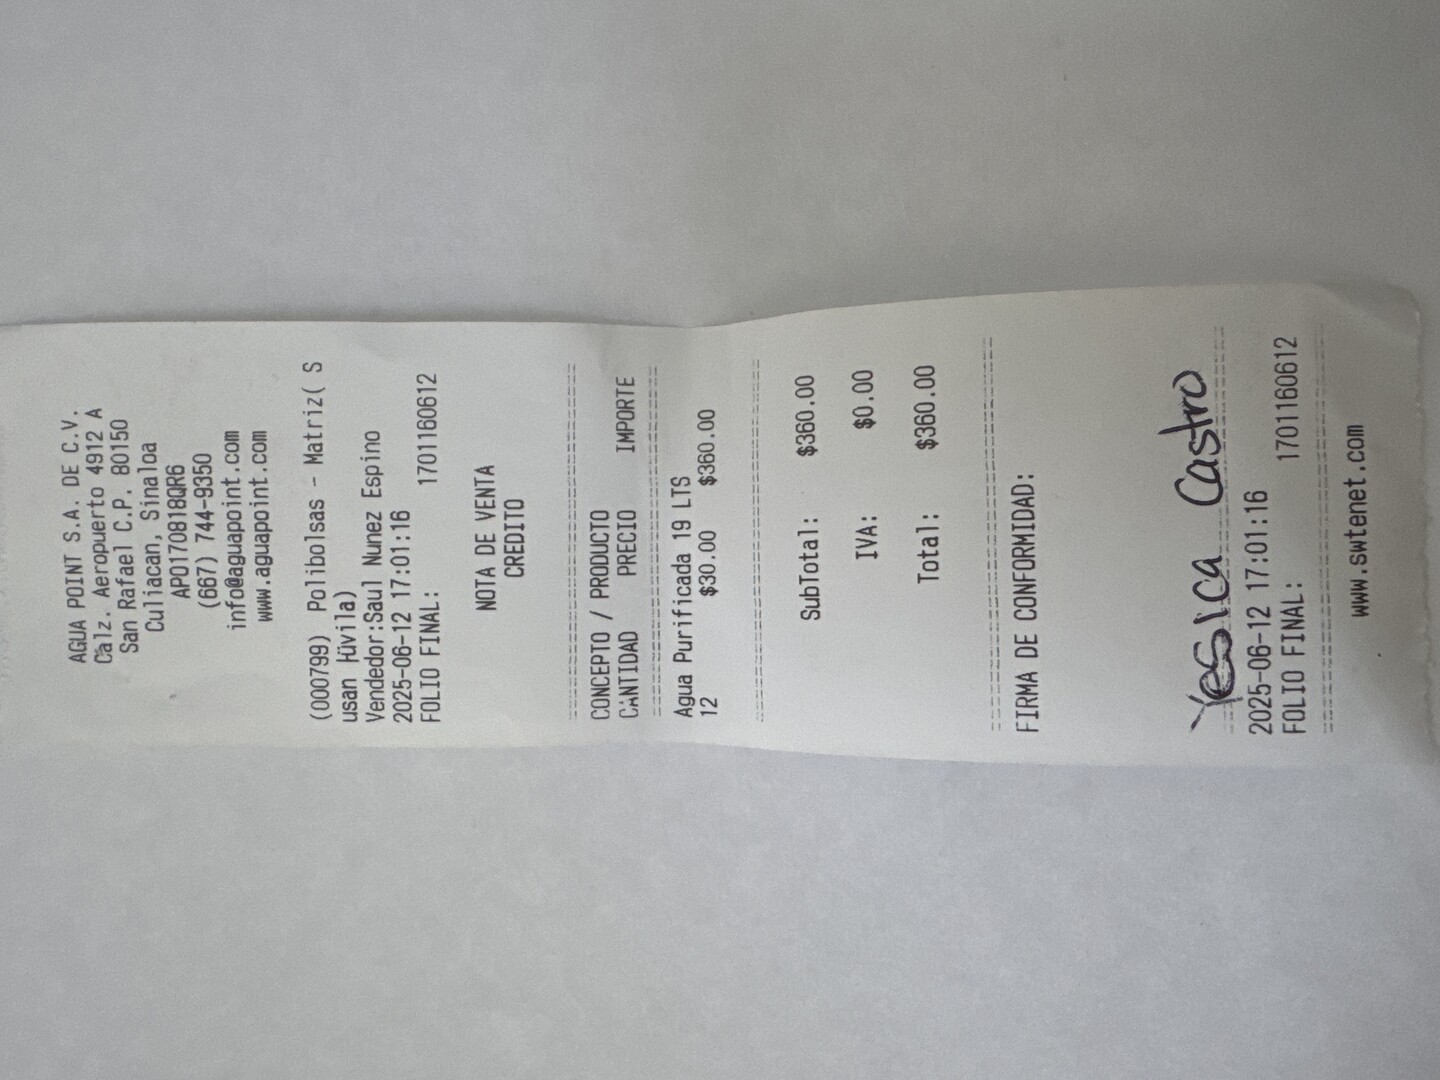 AGUA POINT S.A. DE C.V.
Calz. Aeropuerto 4912 A
San Rafael C.P. 80150
Culiacan, Sinaloa
APO170818QR6
(667) 744-9350
info@aguapoint.com
www.aguapoint.com
(000799) Polibolsas - Matriz( S
usan Hüvila)
Vendedor:Saul Nunez Espino
2025-06-12 17:01:16
FOLIO FINAL: 1701160612
NOTA DE VENTA
CREDITO
CONCEPTO / PRODUCTO
CANTIDAD PRECIO IMPORTE
Agua Purificada 19 LTS
12 $30.00 $360.00
SubTotal: $360.00
IVA: $0.00
Total: $360.00
FIRMA DE CONFORMIDAD:
Yesica Castro
2025-06-12 17:01:16
FOLIO FINAL: 1701160612
www.swtenet.com